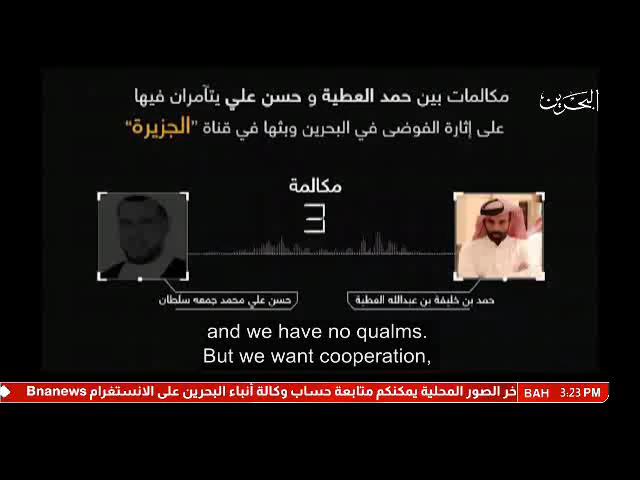 مكالمات بين حمد العطية و حسن علي يتآمران فيها
على إثارة الفوضى في البحرين وبثها في قناة "الجزيرة"
البحرين
مكالمة
3
حمد بن خليفة بن عبدالله العطية
حسن علي محمد جمعه سلطان
and we have no qualms.
But we want cooperation,
خر الصور المحلية يمكنكم متابعة حساب وكالة أنباء البحرين على الانستغرام Bnanews
BAH 3:23 PM